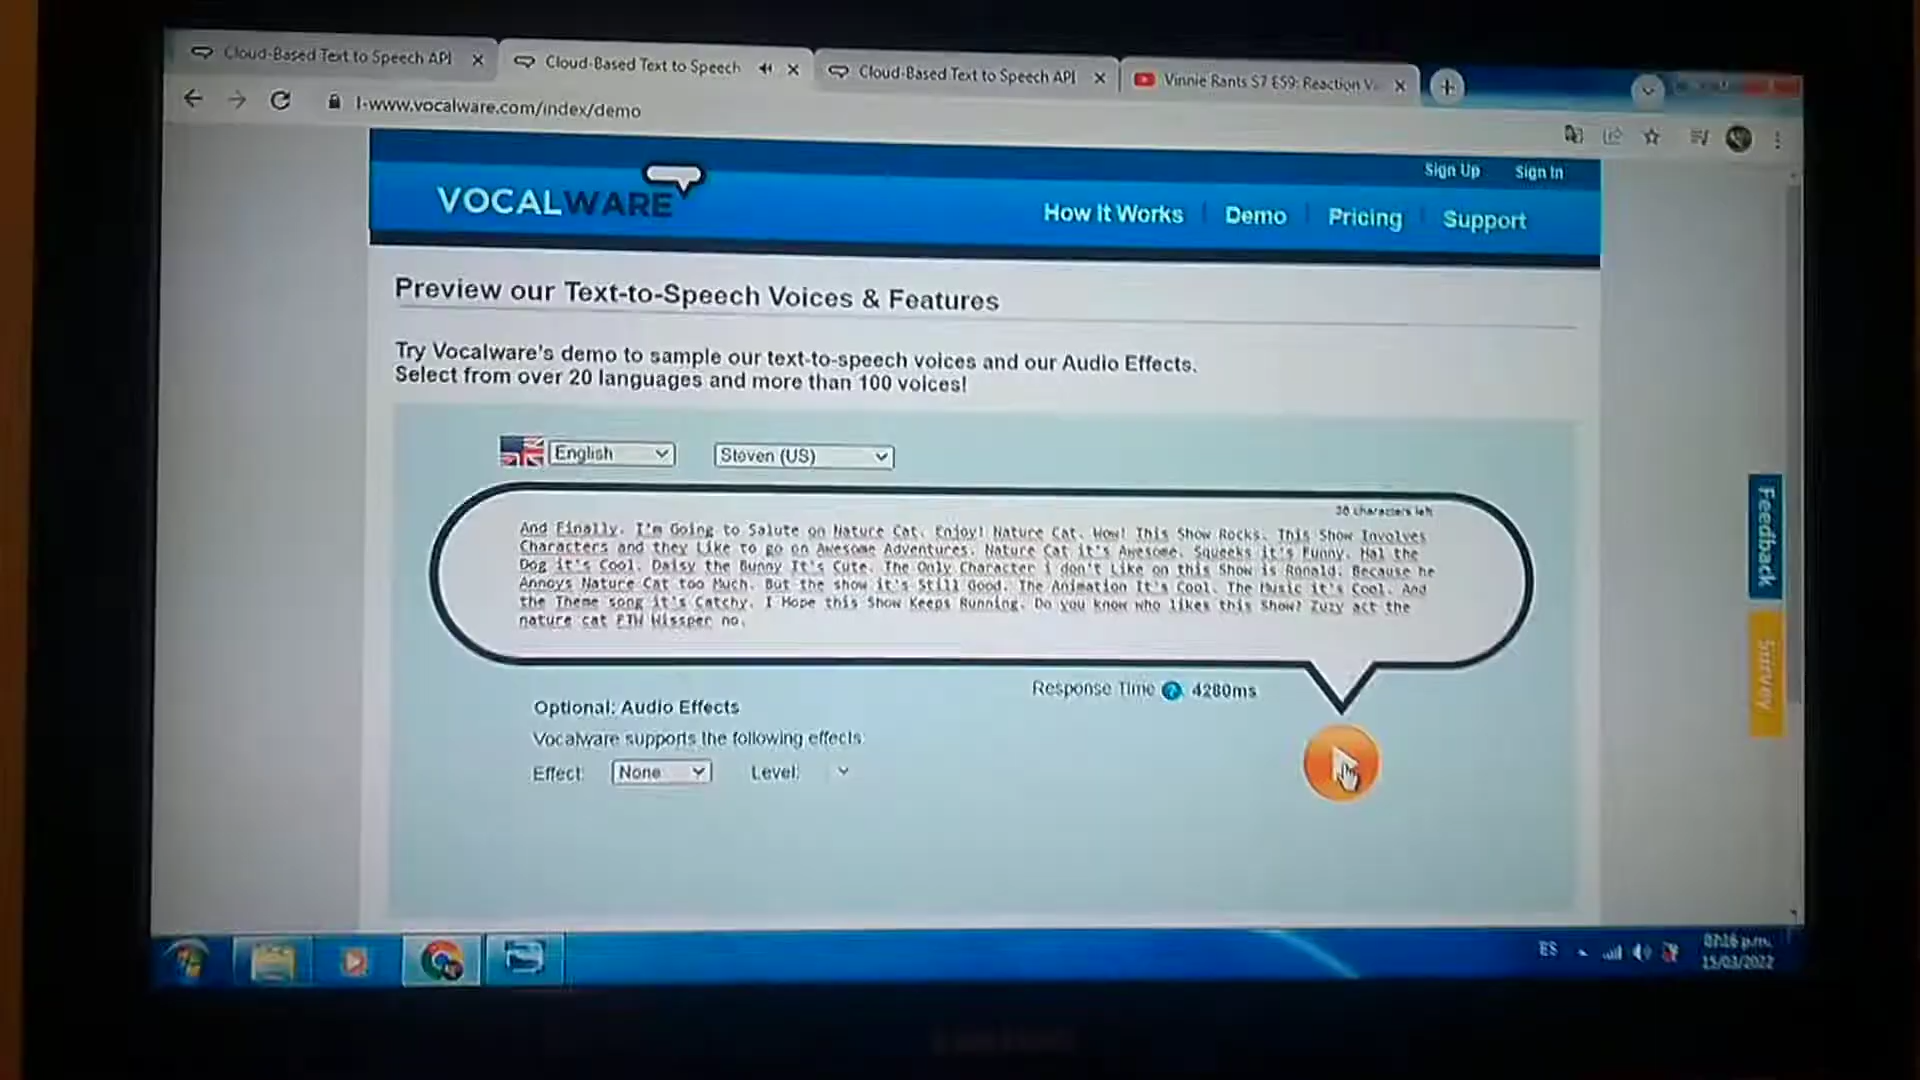 Cloud-Based Text to Speech API
Cloud-Based Text to Speech
Cloud-Based Text to Speech API
Vinnie Rants S7 E59: Reaction V
l-www.vocalware.com/index/demo
Sign Up Sign In
VOCALWARE
How It Works Demo Pricing Support
Preview our Text-to-Speech Voices & Features
Try Vocalware's demo to sample our text-to-speech voices and our Audio Effects.
Select from over 20 languages and more than 100 voices!
English Steven (US)
38 characters left
And Finally. I'm Going to Salute on Nature Cat. Enjoy! Nature Cat. Wow! This Show Rocks. This Show Involves
Characters and they Like to go on Awesome Adventures. Nature Cat it's Awesome. Squeeks it's Funny. Hal the
Dog it's Cool. Daisy the Bunny It's Cute. The Only Character i don't Like on this Show is Ronald. Because he
Annoys Nature Cat too Much. But the show it's Still Good. The Animation It's Cool. The Music it's Cool. And
the Theme song it's Catchy. I Hope this Show Keeps Running. Do you know who likes this Show? Zuzy act the
nature cat FTW Wissper no.
Response Time ? 4280ms
Optional: Audio Effects
Vocalware supports the following effects:
Effect: None Level:
Feedback
Survey
ES
07:16 p.m.
15/03/2022